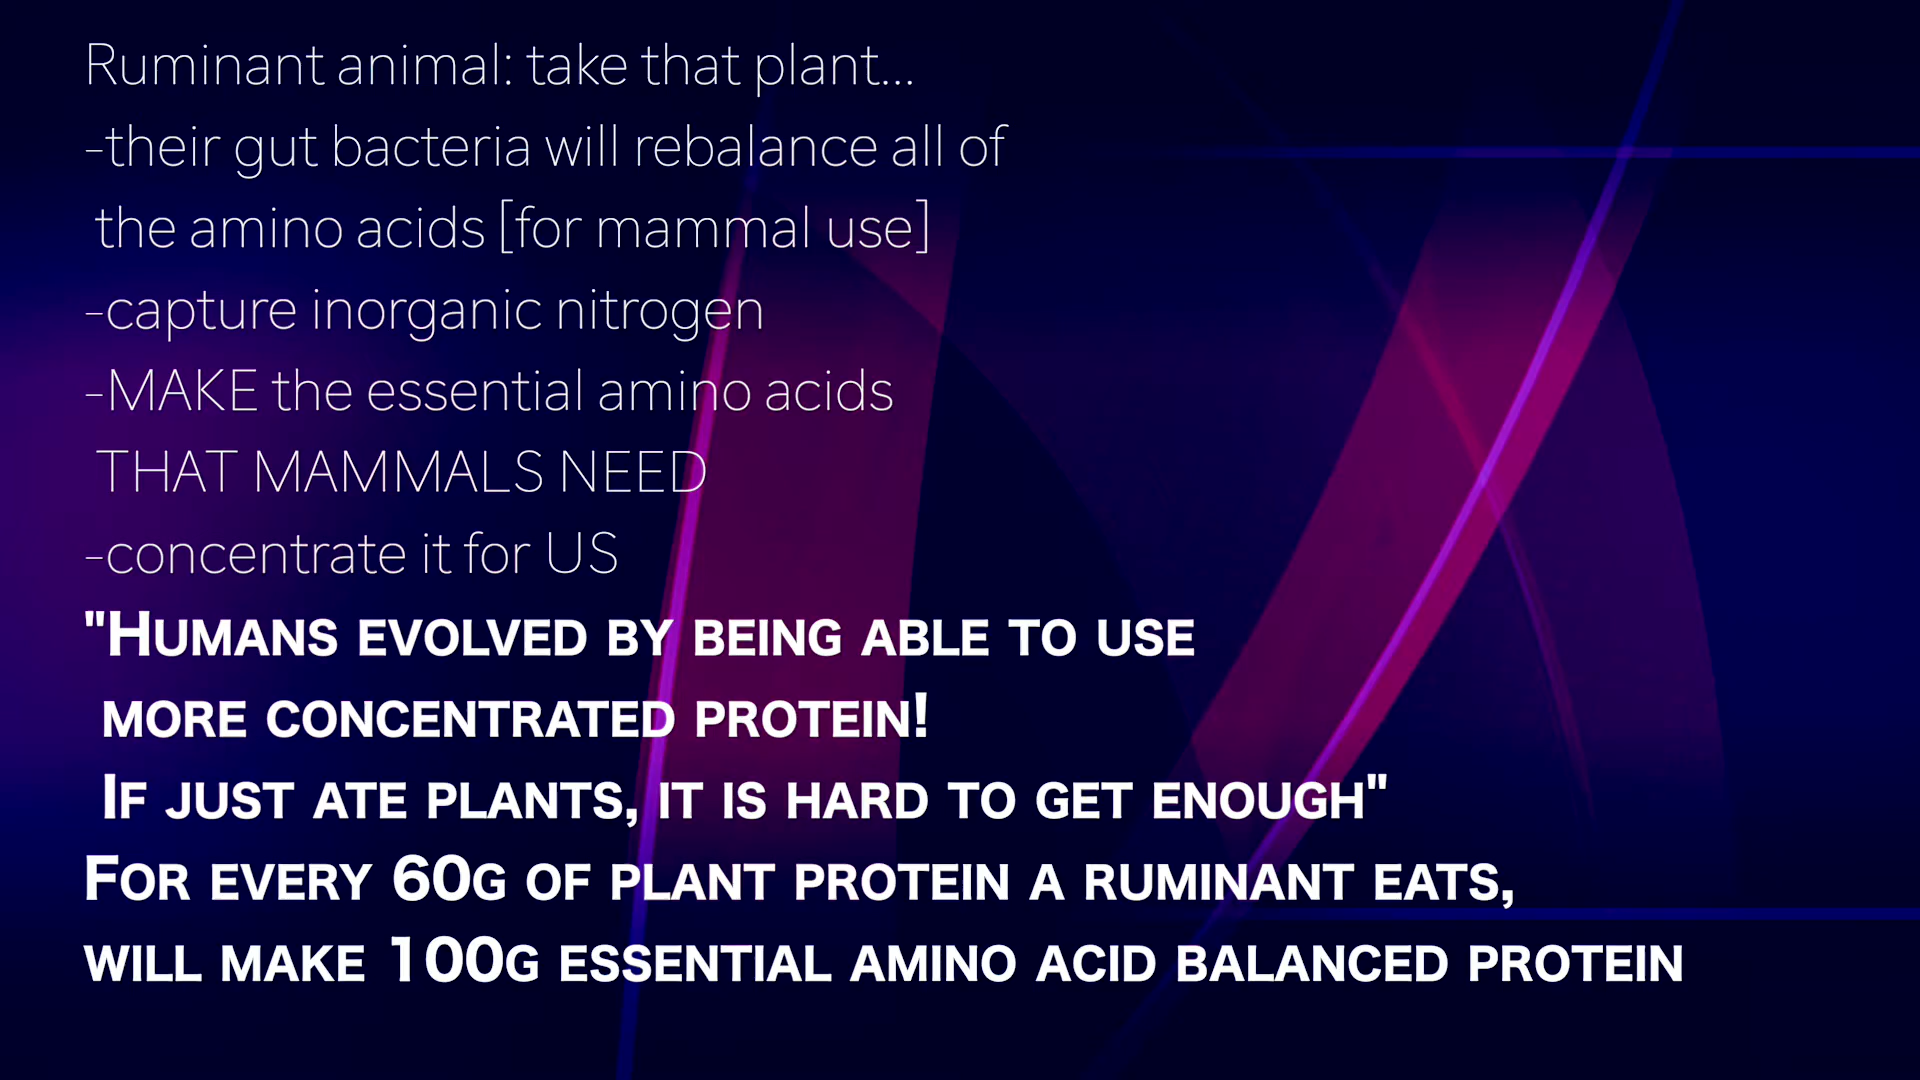 Ruminant animal: take that plant...
-their gut bacteria will rebalance all of
the amino acids [for mammal use]
-capture inorganic nitrogen
-MAKE the essential amino acids
THAT MAMMALS NEED
-concentrate it for US
"Humans evolved by being able to use
more concentrated protein!
If just ate plants, it is hard to get enough"
For every 60g of plant protein a ruminant eats,
will make 100g essential amino acid balanced protein